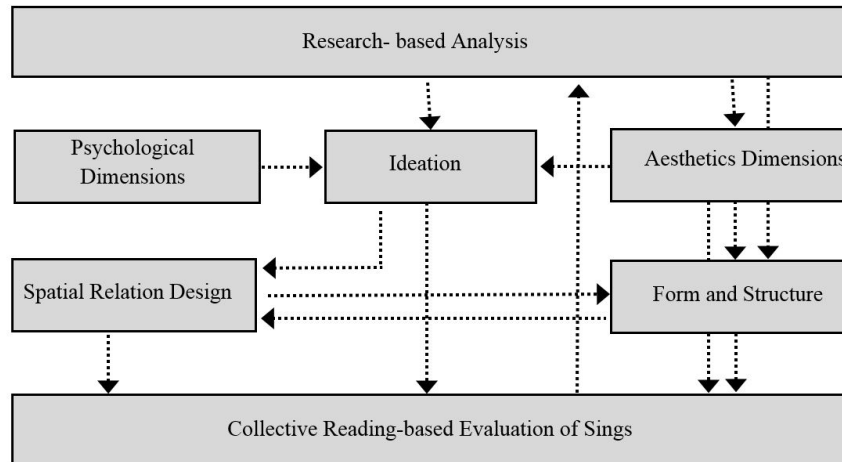 Research- based Analysis
Psychological
Dimensions
Ideation
Aesthetics Dimensions
Spatial Relation Design
Form and Structure
Collective Reading-based Evaluation of Sings